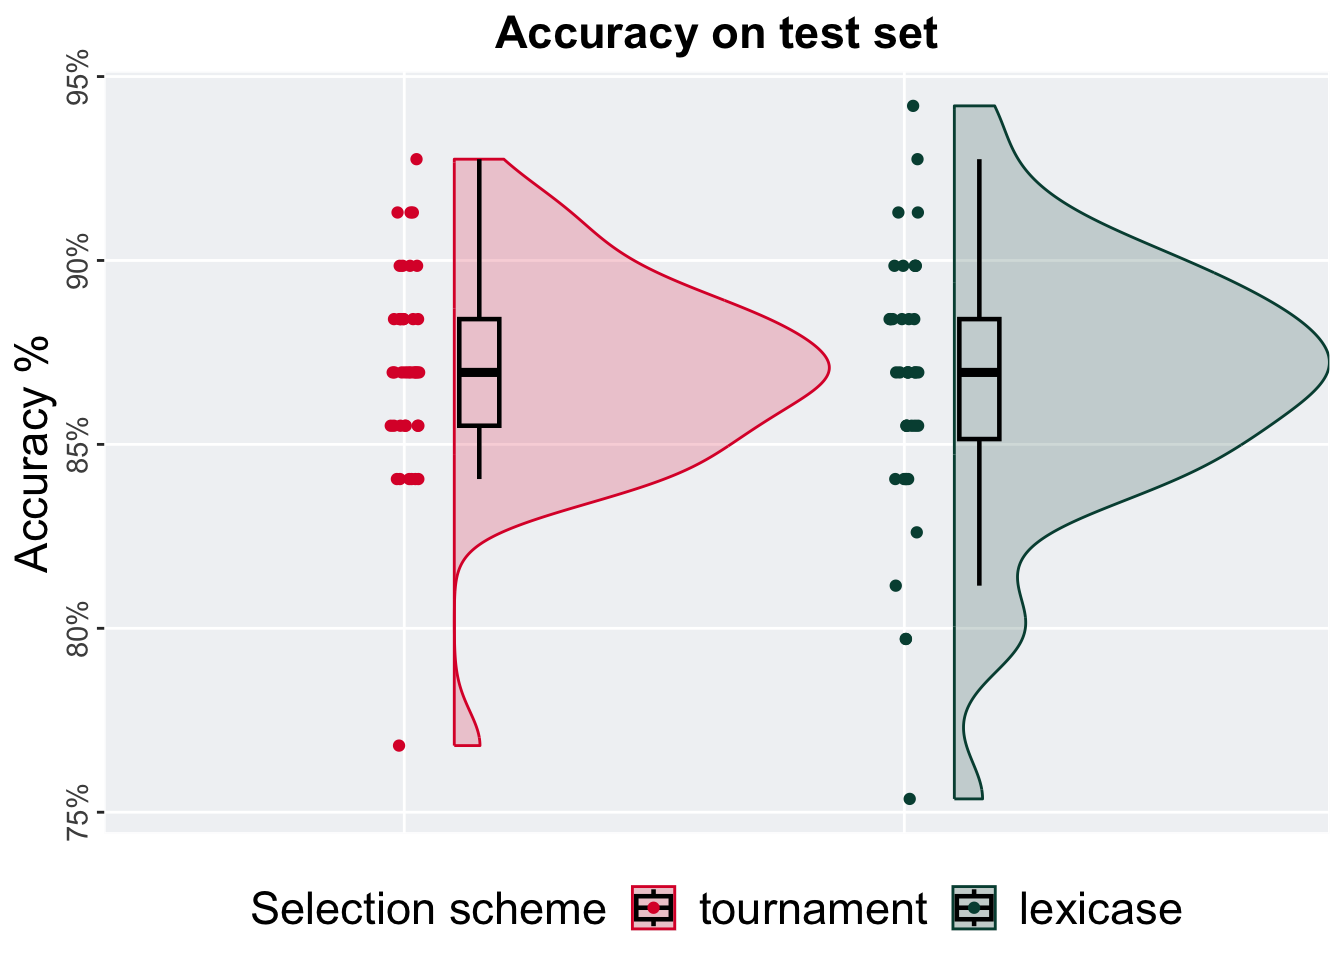 Accuracy on test set
Accuracy %
95%
90%
85%
80%
75%
Selection scheme tournament lexicase